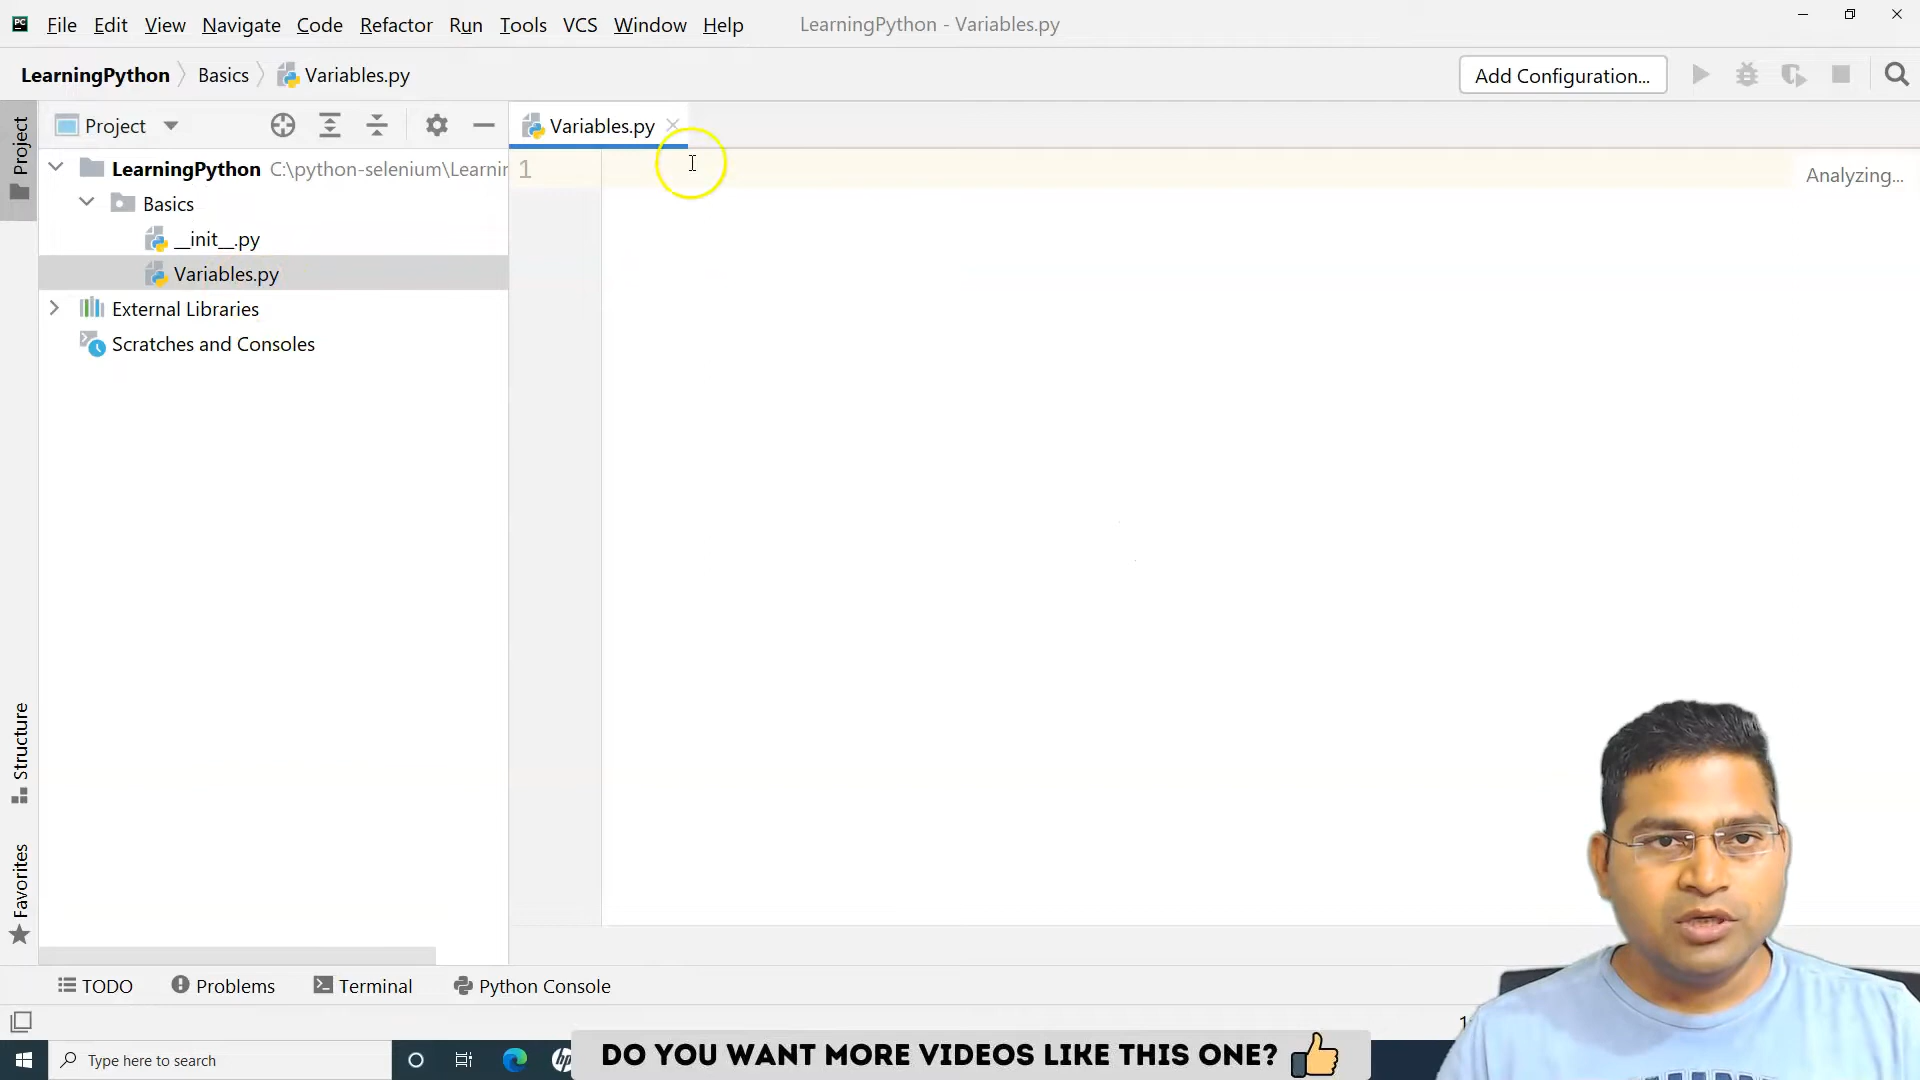 File Edit View Navigate Code Refactor Run Tools VCS Window Help LearningPython - Variables.py
LearningPython Basics Variables.py Add Configuration...
Project
Project
Variables.py
LearningPython C:\python-selenium\Learnin
1
Analyzing...
Basics
__init__.py
Variables.py
External Libraries
Scratches and Consoles
Structure
Favorites
TODO Problems Terminal Python Console
Type here to search
DO YOU WANT MORE VIDEOS LIKE THIS ONE?